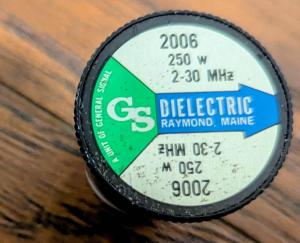 2006
250 W
2-30 MHz
A UNIT OF GENERAL SIGNAL
GS
DIELECTRIC
RAYMOND, MAINE
2-30 MHz
250 W
2006